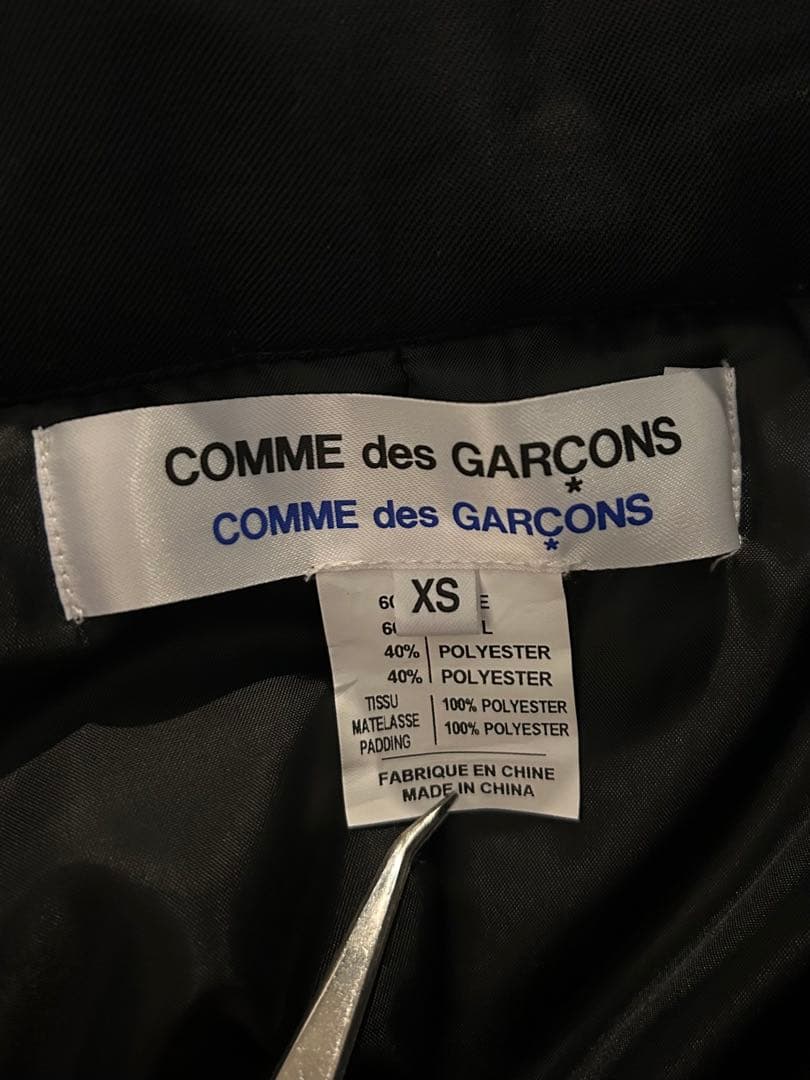 COMME des GARÇONS
*
COMME des GARÇONS
*
XS
40% POLYESTER
40% POLYESTER
TISSU 100% POLYESTER
MATELASSE 100% POLYESTER
PADDING
FABRIQUE EN CHINE
MADE IN CHINA